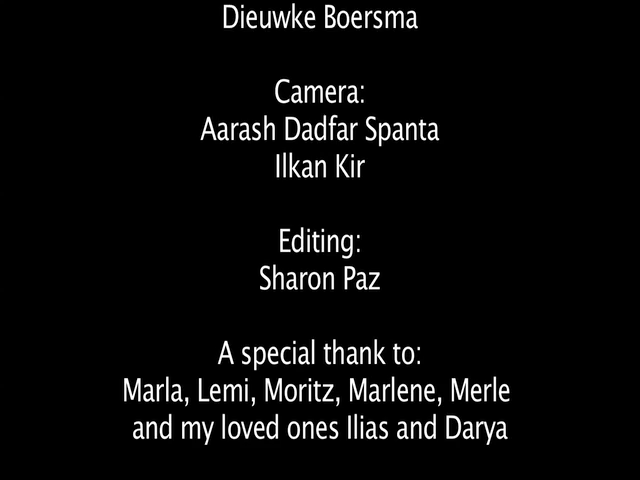 Dieuwke Boersma
Camera:
Aarash Dadfar Spanta
Ilkan Kir
Editing:
Sharon Paz
A special thank to:
Marla, Lemi, Moritz, Marlene, Merle
and my loved ones Ilias and Darya